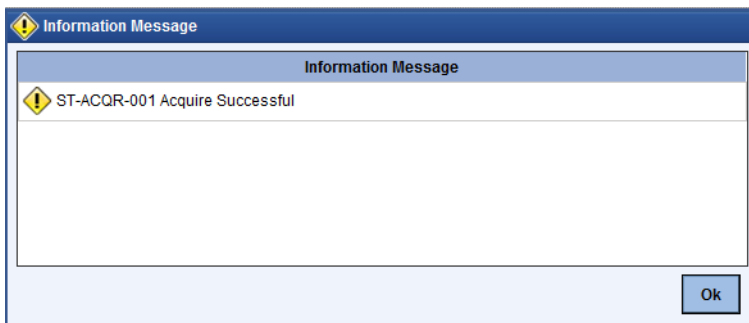 Information Message
Information Message
ST-ACQR-001 Acquire Successful
Ok